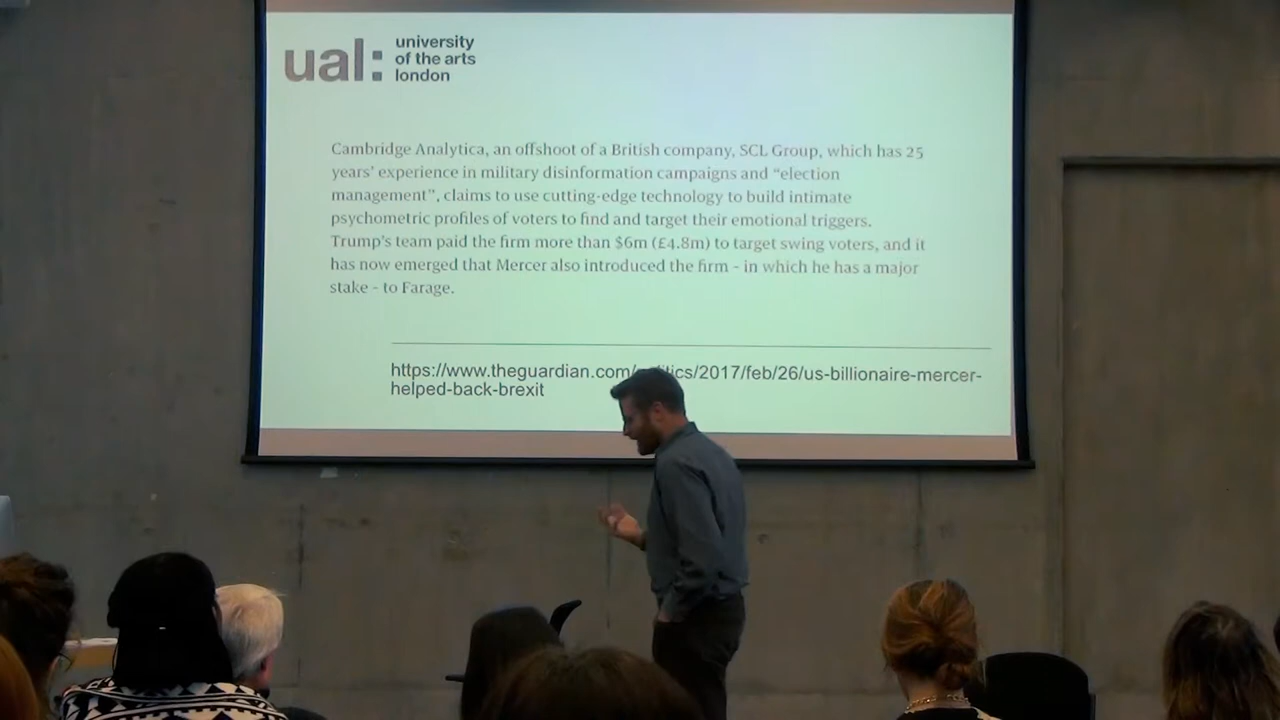 ual:
university
of the arts
london
Cambridge Analytica, an offshoot of a British company, SCL Group, which has 25
years' experience in military disinformation campaigns and “election
management”, claims to use cutting-edge technology to build intimate
psychometric profiles of voters to find and target their emotional triggers.
Trump's team paid the firm more than $6m (£4.8m) to target swing voters, and it
has now emerged that Mercer also introduced the firm – in which he has a major
stake – to Farage.
https://www.theguardian.com/politics/2017/feb/26/us-billionaire-mercer-
helped-back-brexit